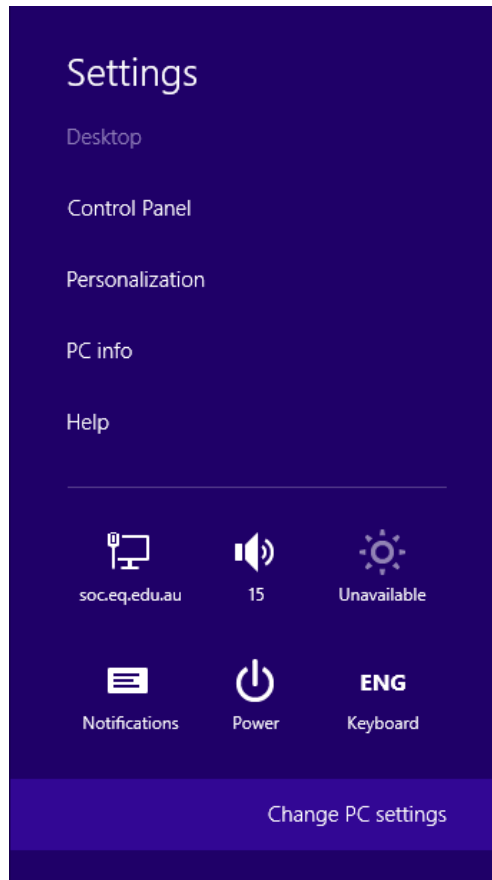 Settings
Desktop
Control Panel
Personalization
PC info
Help
soc.eq.edu.au 15 Unavailable
ENG
Notifications Power Keyboard
Change PC settings